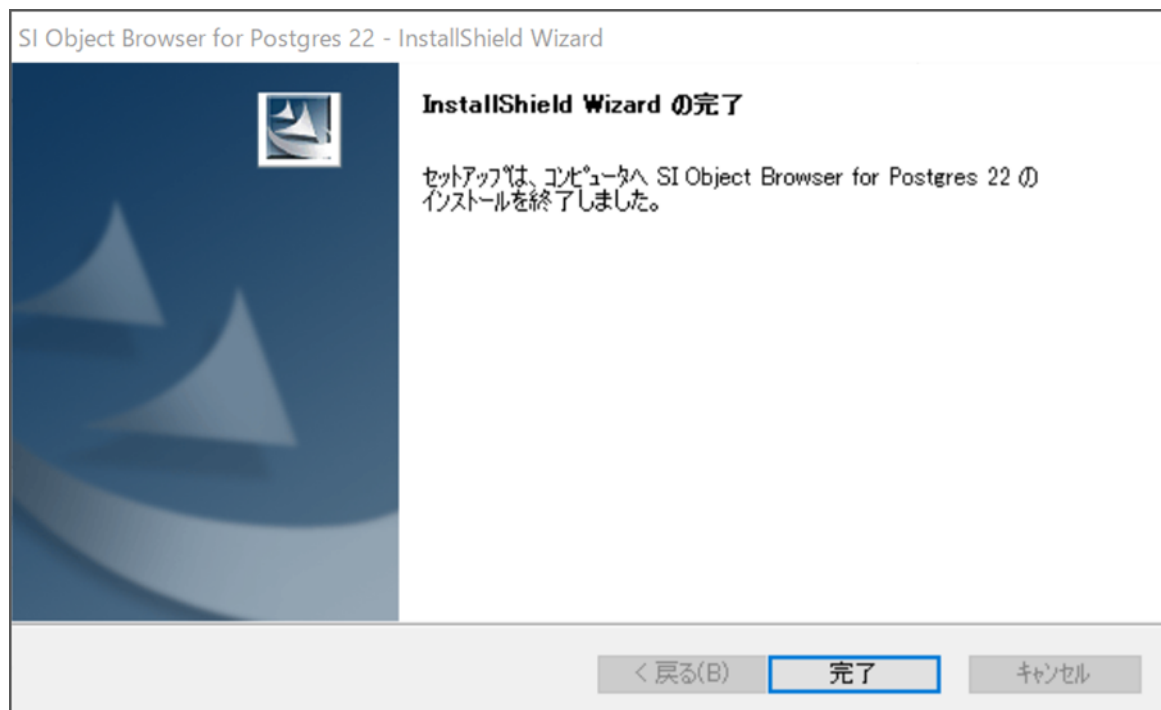 SI Object Browser for Postgres 22 - InstallShield Wizard
InstallShield Wizard の完了
セットアップは、コンピュータへ SI Object Browser for Postgres 22 の
インストールを終了しました。
< 戻る(B)
完了
キャンセル